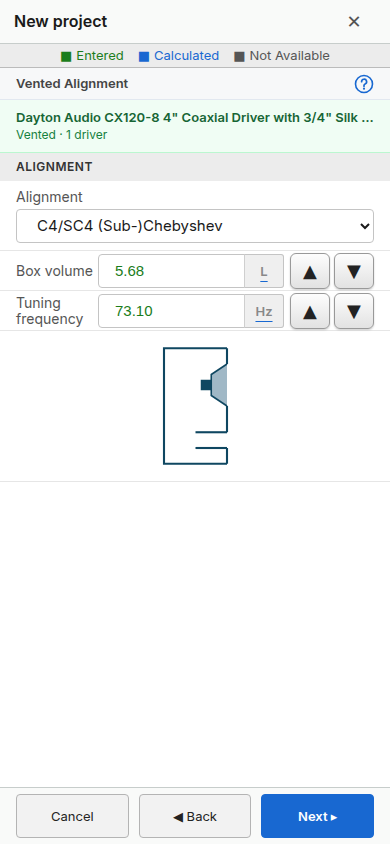 New project ✕
■ Entered ■ Calculated ■ Not Available
Vented Alignment ?
Dayton Audio CX120-8 4" Coaxial Driver with 3/4" Silk ...
Vented · 1 driver
ALIGNMENT
Alignment
C4/SC4 (Sub-)Chebyshev
Box volume 5.68 L ▲ ▼
Tuning
frequency 73.10 Hz ▲ ▼
Cancel ◀ Back Next ▸